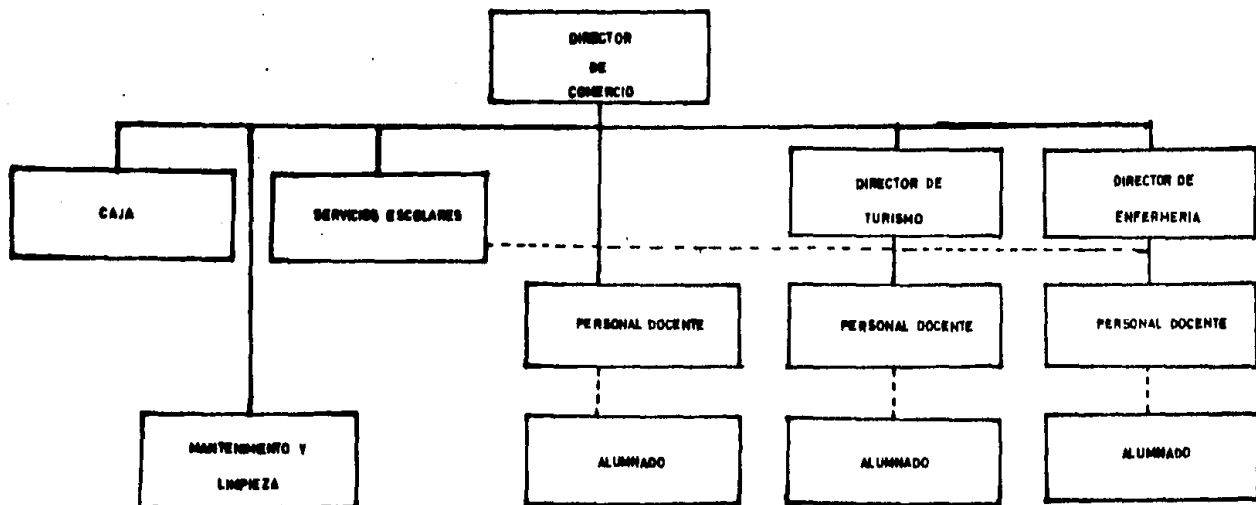 DIRECTOR
DE
COMERCIO
CAJA
SERVICIOS ESCOLARES
DIRECTOR DE
TURISMO
DIRECTOR DE
ENFERMERIA
PERSONAL DOCENTE
PERSONAL DOCENTE
PERSONAL DOCENTE
MANTENIMIENTO Y
LIMPIEZA
ALUMNADO
ALUMNADO
ALUMNADO